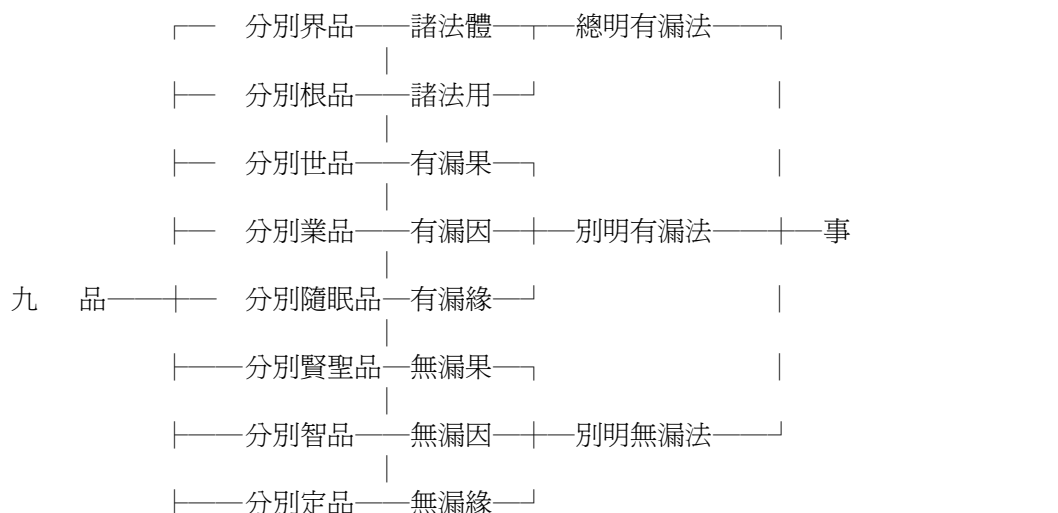 分別界品 諸法體 總明有漏法
分別根品 諸法用
分別世品 有漏果
分別業品 有漏因 別明有漏法 事
九 品 分別隨眠品 有漏緣
分別賢聖品 無漏果
分別智品 無漏因 別明無漏法
分別定品 無漏緣